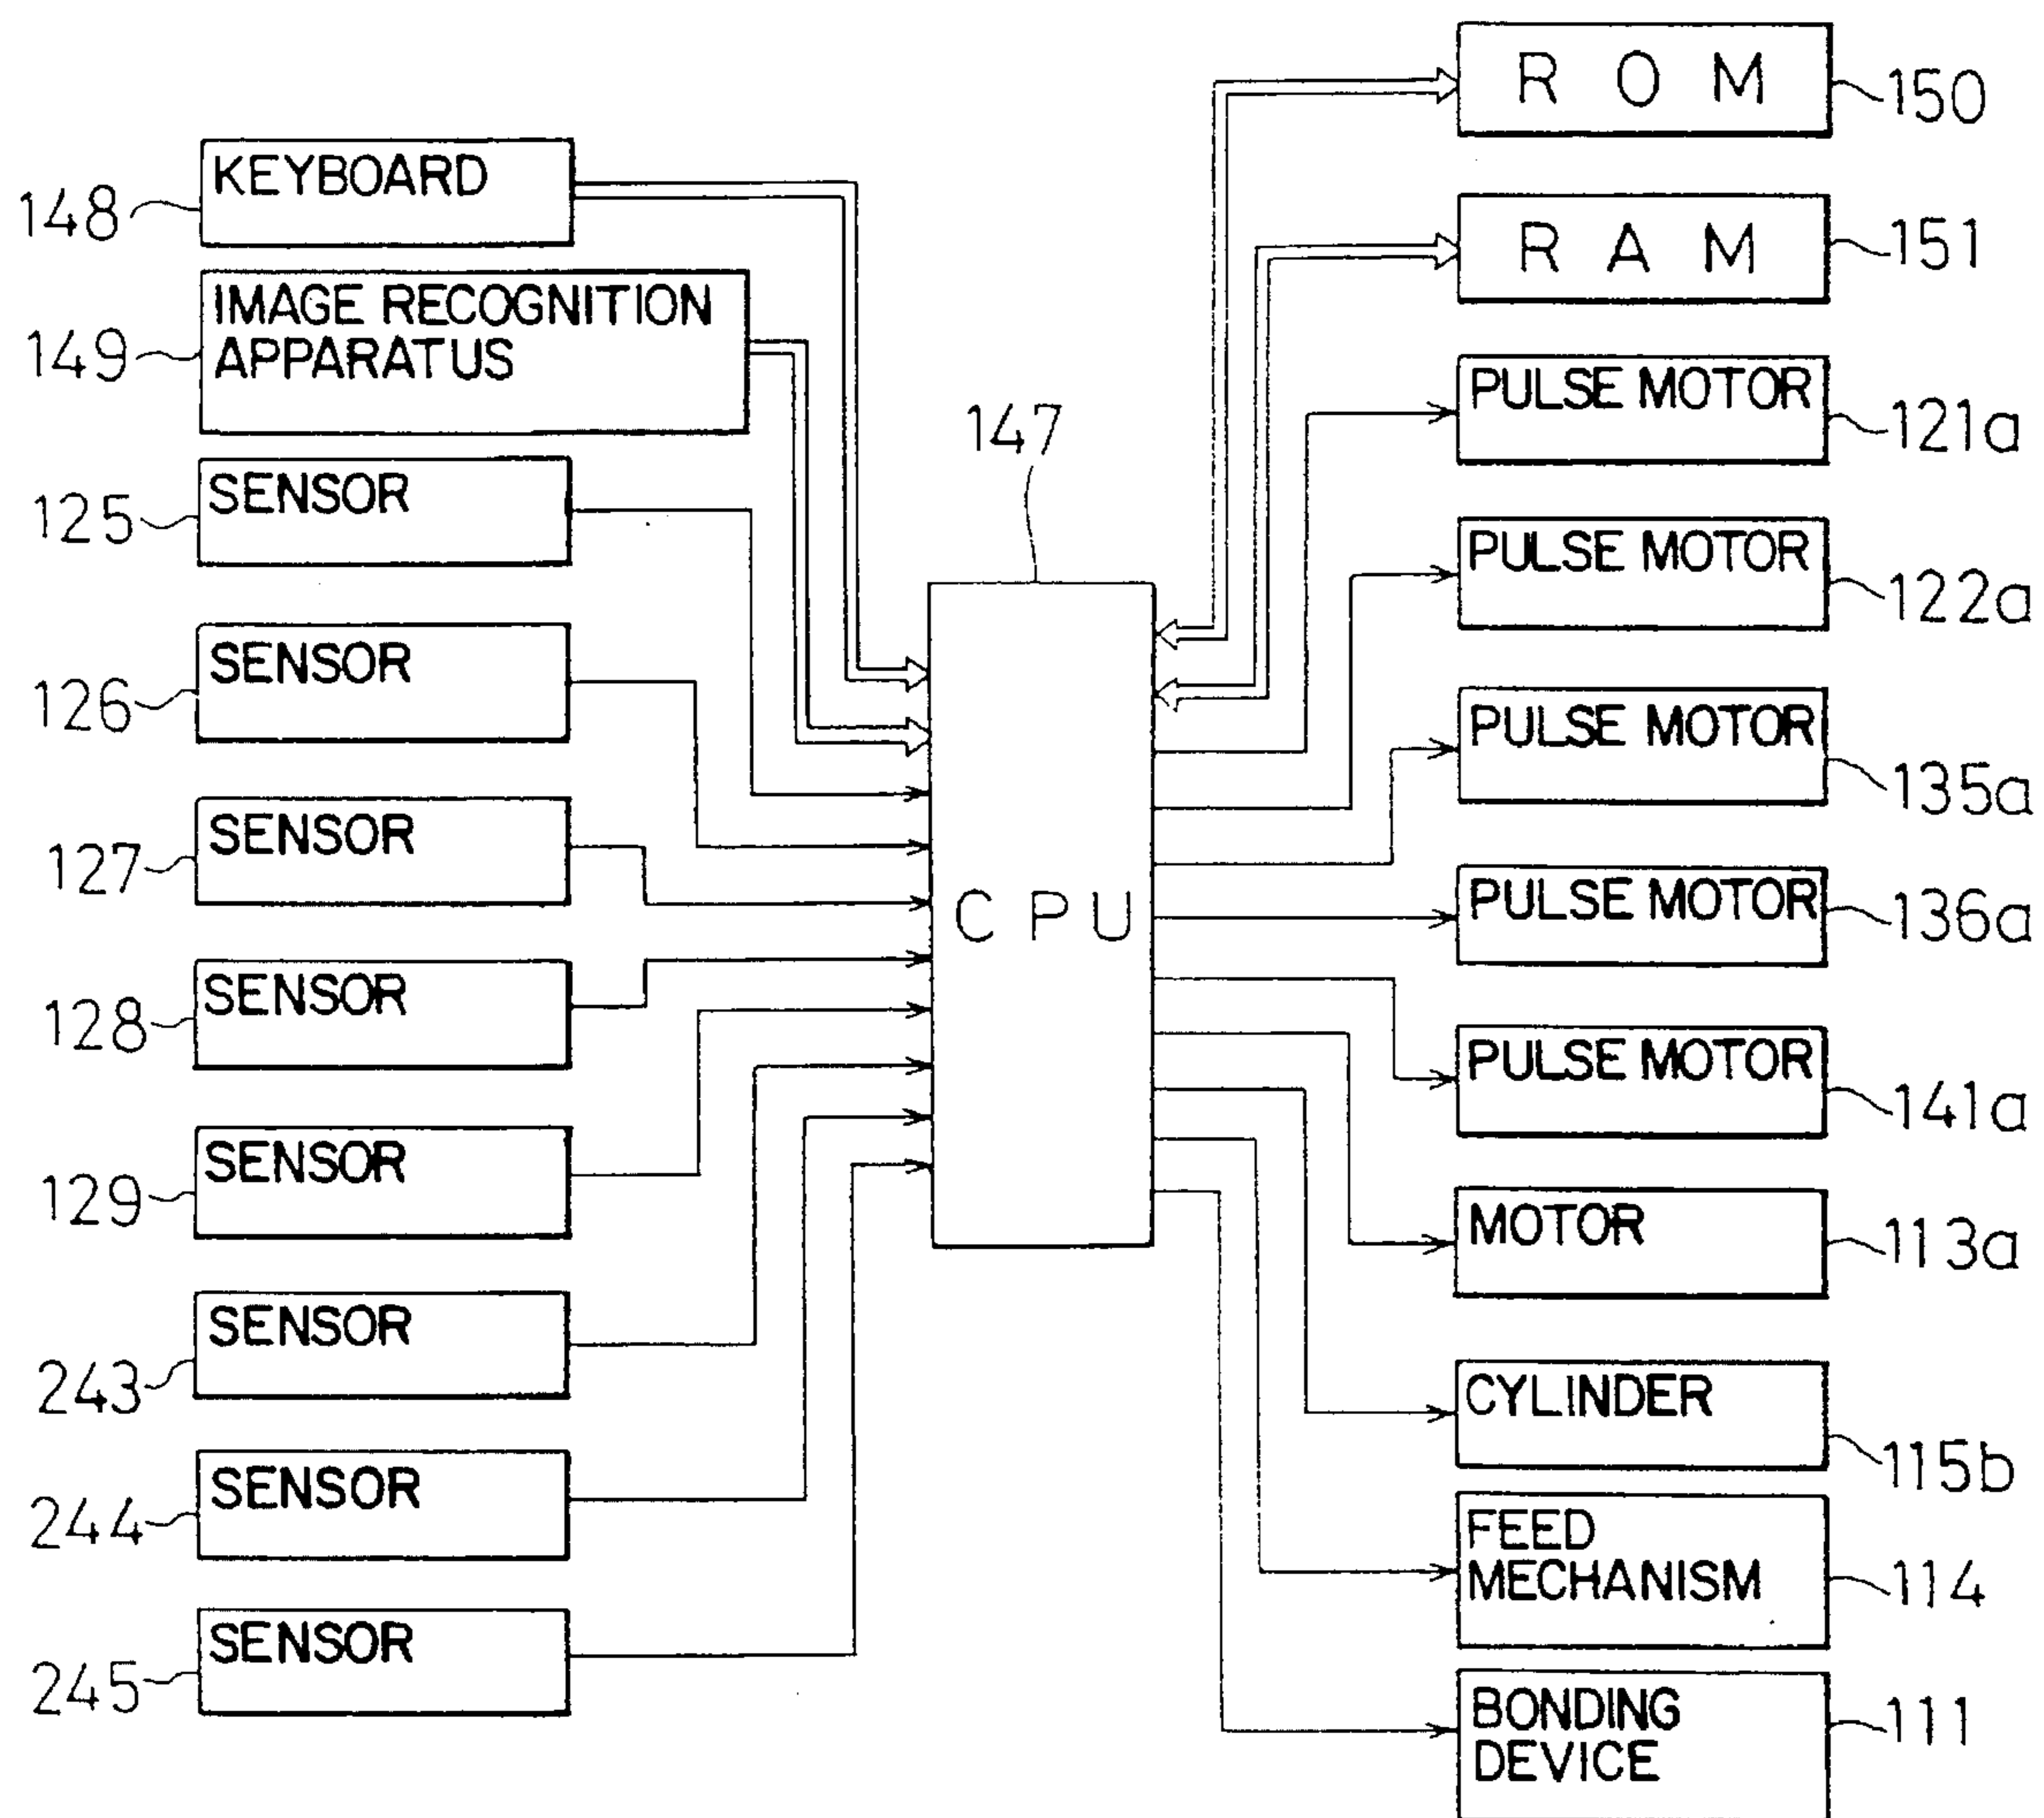 KEYBOARD
148
IMAGE RECOGNITION
APPARATUS
149
SENSOR
125
SENSOR
126
SENSOR
127
SENSOR
128
SENSOR
129
SENSOR
243
SENSOR
244
SENSOR
245
147
CPU
ROM
150
RAM
151
PULSE MOTOR
121a
PULSE MOTOR
122a
PULSE MOTOR
135a
PULSE MOTOR
136a
PULSE MOTOR
141a
MOTOR
113a
CYLINDER
115b
FEED
MECHANISM
114
BONDING
DEVICE
111